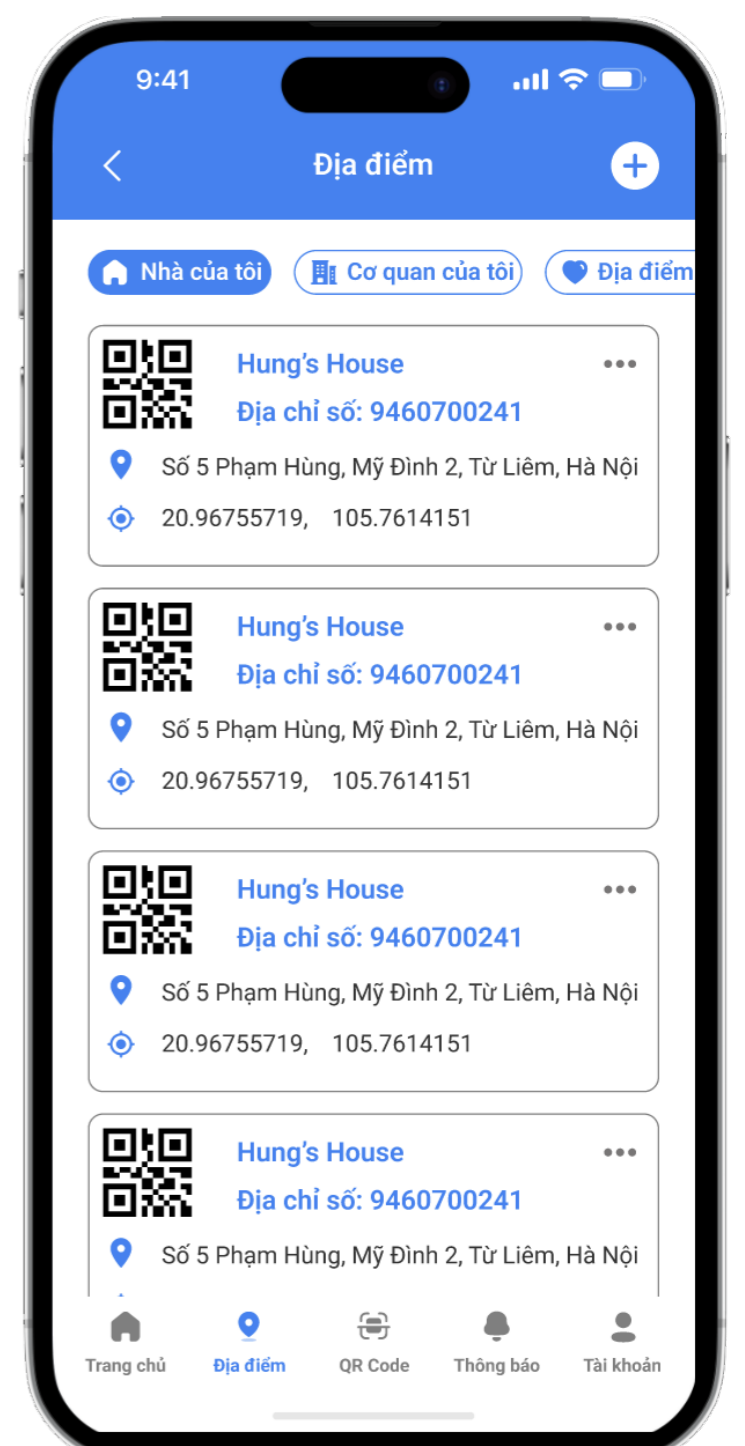 9:41
Địa điểm
Nhà của tôi
Cơ quan của tôi
Địa điểm
Hung's House
Địa chỉ số: 9460700241
Số 5 Phạm Hùng, Mỹ Đình 2, Từ Liêm, Hà Nội
20.96755719, 105.7614151
Hung's House
Địa chỉ số: 9460700241
Số 5 Phạm Hùng, Mỹ Đình 2, Từ Liêm, Hà Nội
20.96755719, 105.7614151
Hung's House
Địa chỉ số: 9460700241
Số 5 Phạm Hùng, Mỹ Đình 2, Từ Liêm, Hà Nội
20.96755719, 105.7614151
Hung's House
Địa chỉ số: 9460700241
Số 5 Phạm Hùng, Mỹ Đình 2, Từ Liêm, Hà Nội
Trang chủ
Địa điểm
QR Code
Thông báo
Tài khoản